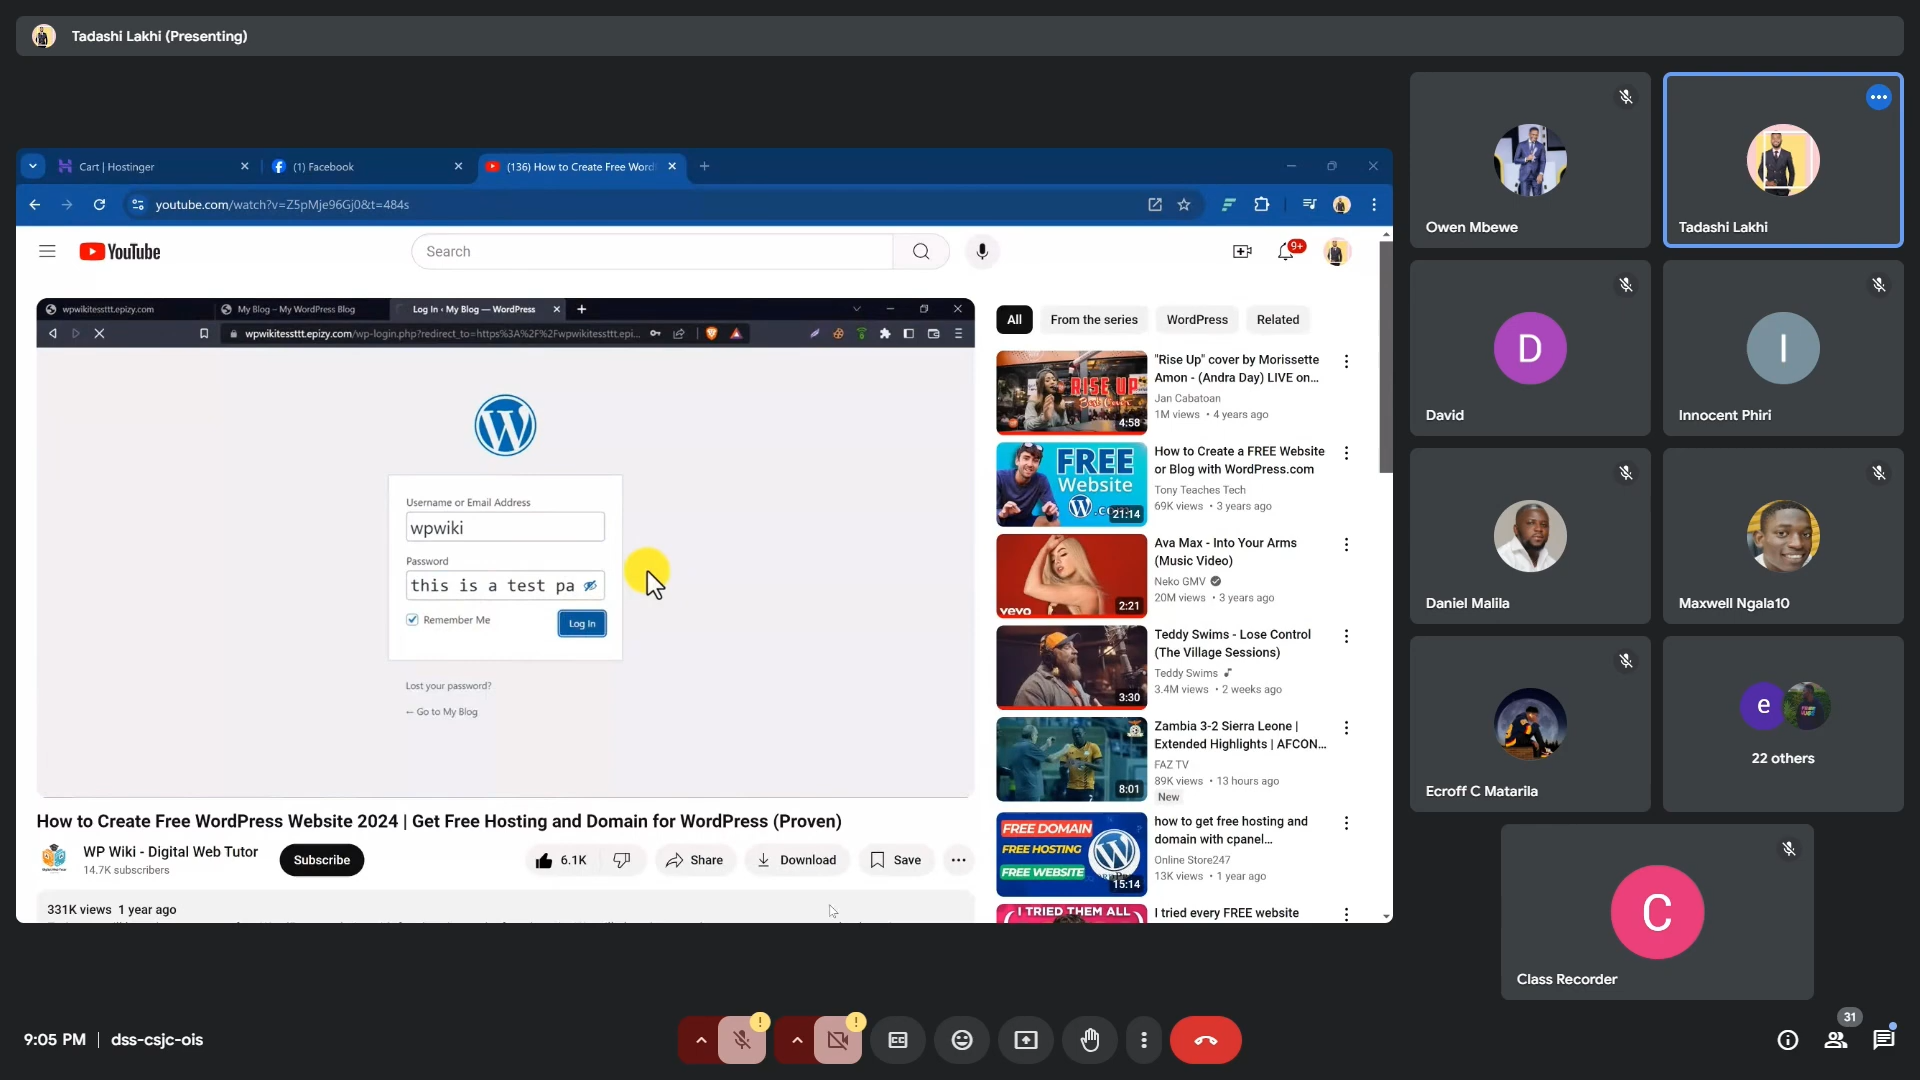 Tadashi Lakhi (Presenting)
Cart | Hostinger
(1) Facebook
(136) How to Create Free Word
youtube.com/watch?v=Z5pMje96Gj0&t=484s
YouTube
Search
9+
wpwikitessttt.epizy.com
My Blog – My WordPress Blog
Log In ‹ My Blog — WordPress
wpwikitessttt.epizy.com/wp-login.php?redirect_to=https%3A%2F%2Fwpwikitessttt.epi...
Username or Email Address
wpwiki
Password
this is a test pa
Remember Me
Log In
Lost your password?
← Go to My Blog
How to Create Free WordPress Website 2024 | Get Free Hosting and Domain for WordPress (Proven)
WP Wiki - Digital Web Tutor
14.7K subscribers
Subscribe
6.1K
Share
Download
Save
331K views 1 year ago
All
From the series
WordPress
Related
RISE UP
4:58
"Rise Up" cover by Morissette
Amon - (Andra Day) LIVE on...
Jan Cabatoan
1M views • 4 years ago
FREE
Website
21:14
How to Create a FREE Website
or Blog with WordPress.com
Tony Teaches Tech
69K views • 3 years ago
vevo
2:21
Ava Max - Into Your Arms
(Music Video)
Neko GMV
20M views • 3 years ago
3:30
Teddy Swims - Lose Control
(The Village Sessions)
Teddy Swims
3.4M views • 2 weeks ago
8:01
Zambia 3-2 Sierra Leone |
Extended Highlights | AFCON...
FAZ TV
89K views • 13 hours ago
New
FREE DOMAIN
FREE HOSTING
FREE WEBSITE
15:14
how to get free hosting and
domain with cpanel...
Online Store247
13K views • 1 year ago
I TRIED THEM ALL
I tried every FREE website
Owen Mbewe
Tadashi Lakhi
D
David
I
Innocent Phiri
Daniel Malila
Maxwell Ngala10
Ecroff C Matarila
e
22 others
C
Class Recorder
9:05 PM
dss-csjc-ois
31